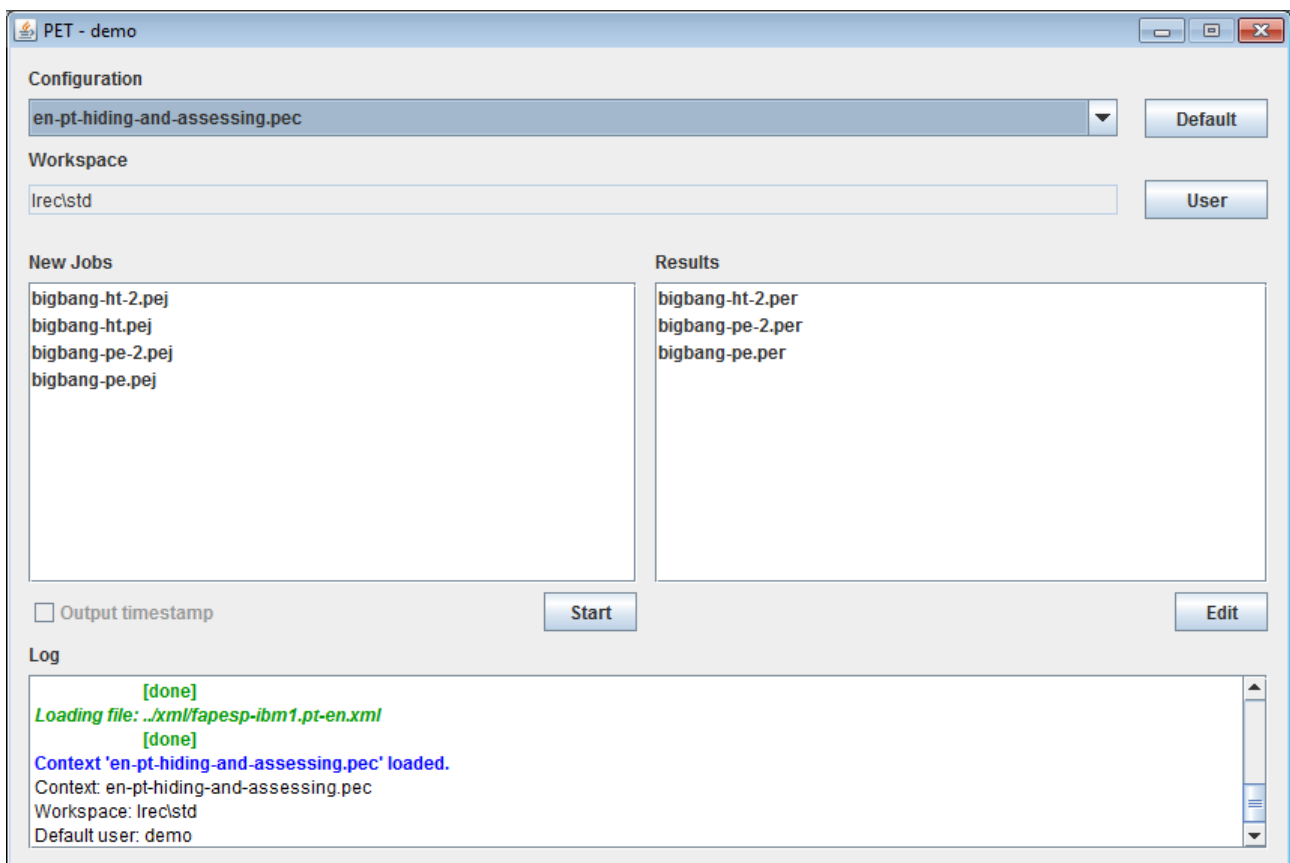 PET - demo
Configuration
en-pt-hiding-and-assessing.pec
Default
Workspace
lrec\std
User
New Jobs
Results
bigbang-ht-2.pej
bigbang-ht.pej
bigbang-pe-2.pej
bigbang-pe.pej
bigbang-ht-2.per
bigbang-pe-2.per
bigbang-pe.per
Output timestamp
Start
Edit
Log
[done]
Loading file: ../xml/fapesp-ibm1.pt-en.xml
[done]
Context 'en-pt-hiding-and-assessing.pec' loaded.
Context: en-pt-hiding-and-assessing.pec
Workspace: lrec\std
Default user: demo